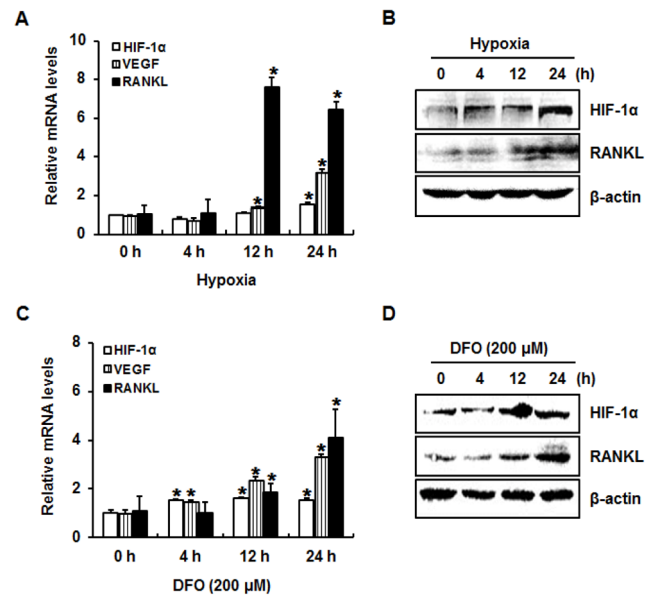 A
Relative mRNA levels
10
8
6
4
2
0
HIF-1α
VEGF
RANKL
*
*
*
*
*
0 h 4 h 12 h 24 h
Hypoxia
B
Hypoxia
0 4 12 24 (h)
HIF-1α
RANKL
β-actin
C
Relative mRNA levels
8
6
4
2
0
HIF-1α
VEGF
RANKL
* *
* * *
* * *
0 h 4 h 12 h 24 h
DFO (200 µM)
D
DFO (200 µM)
0 4 12 24 (h)
HIF-1α
RANKL
β-actin